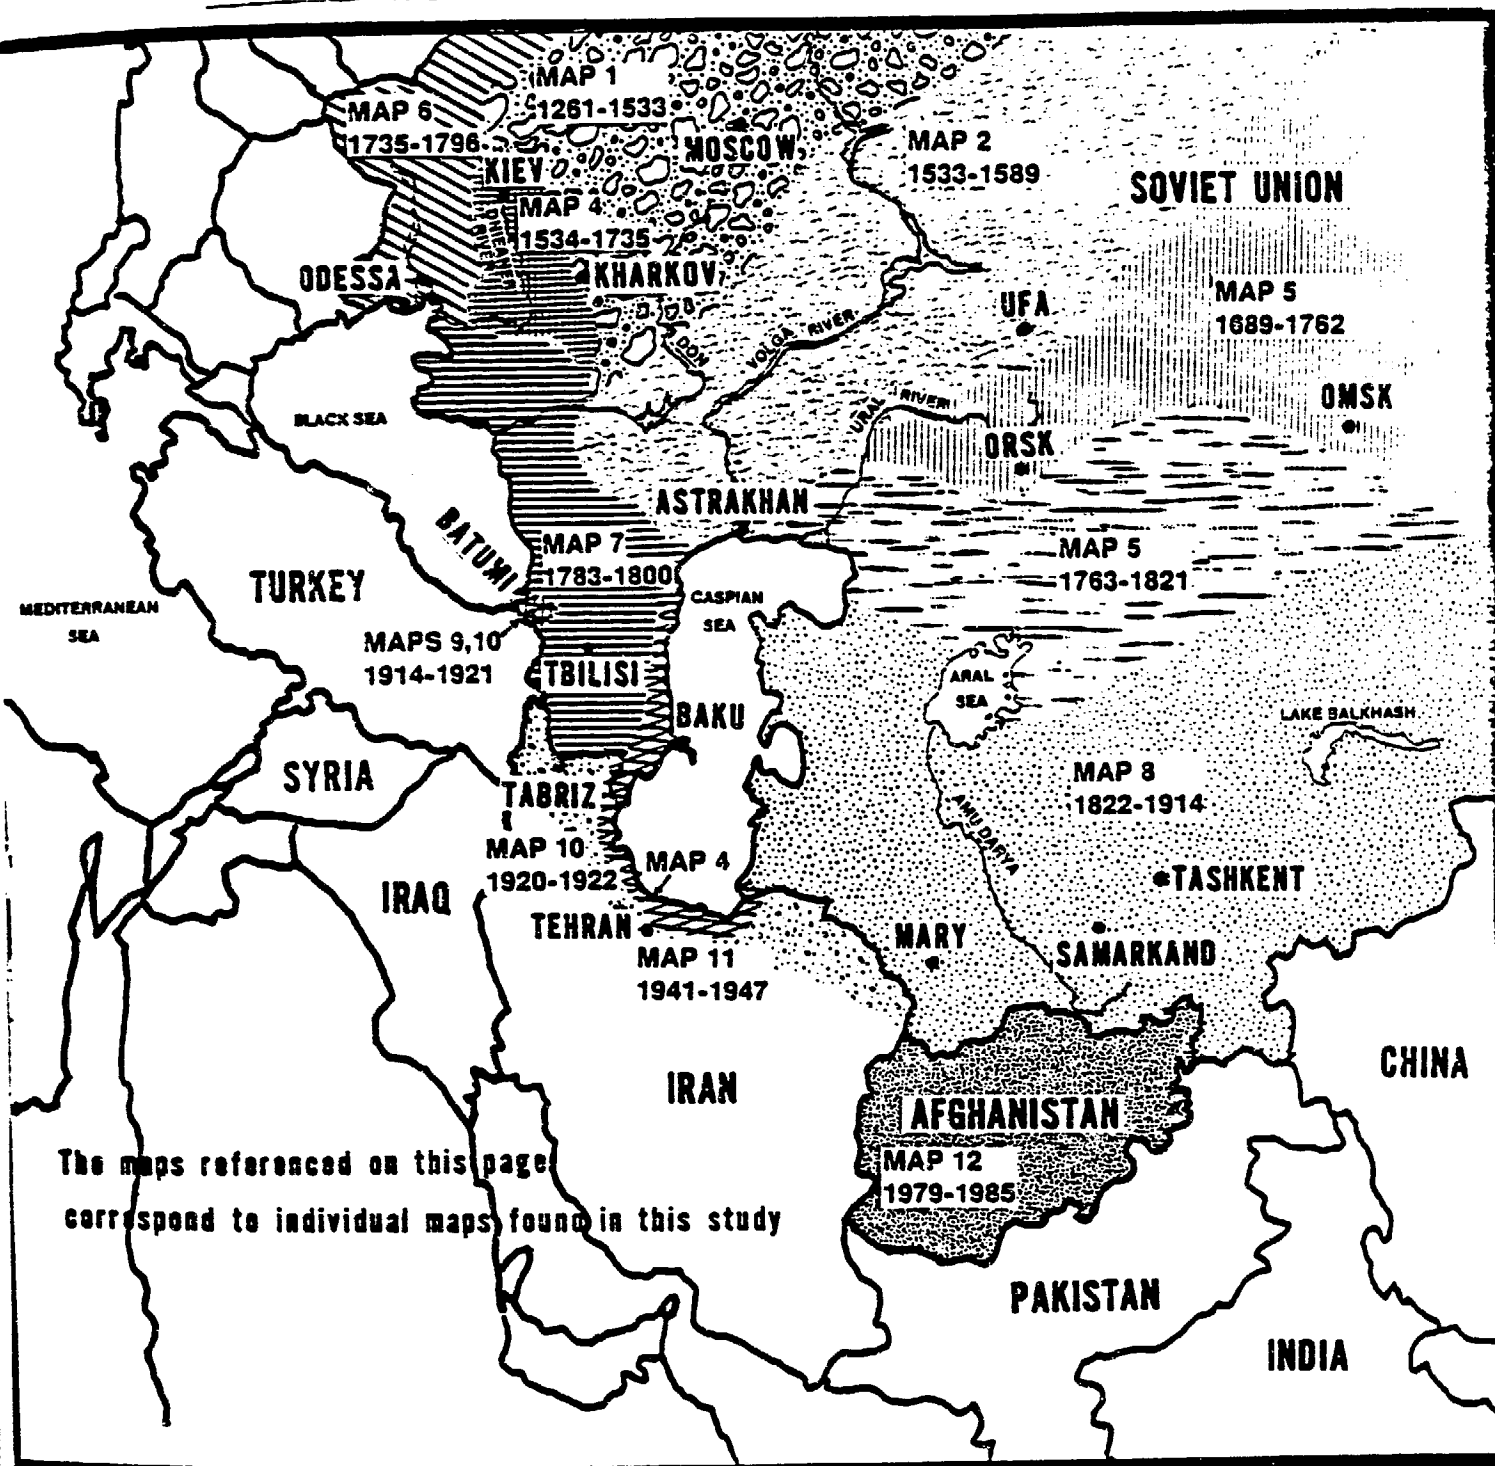 MAP 1
1261-1533
MAP 6
1735-1796
MOSCOW
MAP 2
1533-1589
KIEV
SOVIET UNION
MAP 4
1534-1735
DNIEPER
RIVER
ODESSA
KHARKOV
MAP 5
1689-1762
UFA
DON
VOLGA RIVER
URAL RIVER
OMSK
BLACK SEA
ORSK
ASTRAKHAN
BATUMI
MAP 7
1783-1800
MAP 5
1763-1821
TURKEY
CASPIAN
SEA
MEDITERRANEAN
SEA
MAPS 9,10
1914-1921
TBILISI
ARAL
SEA
BAKU
LAKE BALKHASH
SYRIA
TABRIZ
MAP 8
1822-1914
AMU DARYA
MAP 10
1920-1922
MAP 4
TASHKENT
IRAQ
TEHRAN
MARY
SAMARKAND
MAP 11
1941-1947
IRAN
CHINA
AFGHANISTAN
MAP 12
1979-1985
The maps referenced on this page
correspond to individual maps found in this study
PAKISTAN
INDIA